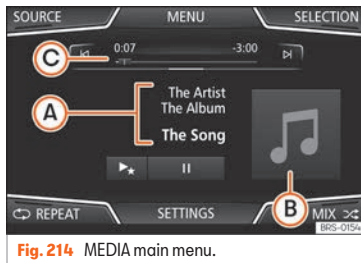 SOURCE MENU SELECTION
C
0:07 -3:00
A
The Artist
The Album
The Song
B
REPEAT SETTINGS MIX
BRS-0154
Fig. 214 MEDIA main menu.